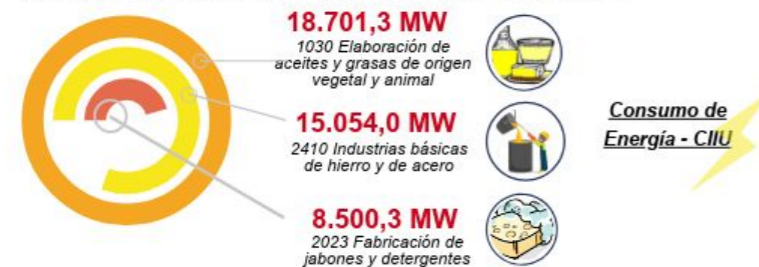 18.701,3 MW
1030 Elaboración de
aceites y grasas de origen
vegetal y animal
15.054,0 MW
2410 Industrias básicas
de hierro y de acero
8.500,3 MW
2023 Fabricación de
jabones y detergentes
Consumo de
Energía - CIIU